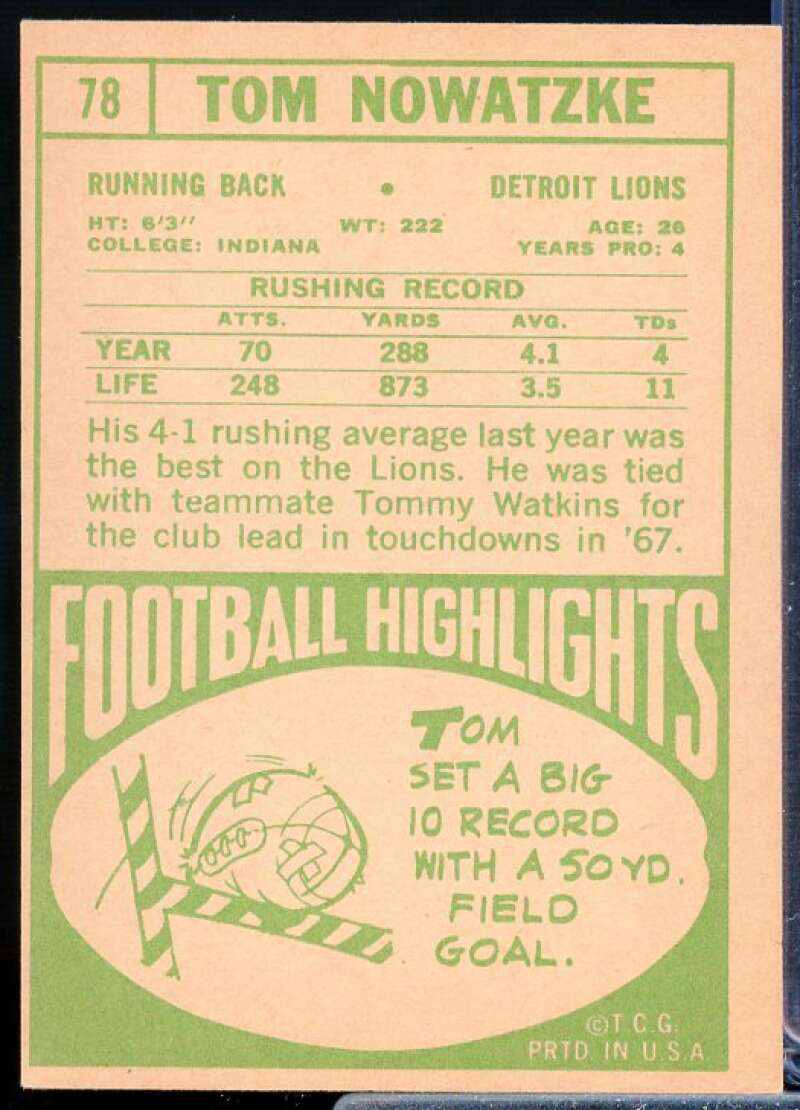 78 TOM NOWATZKE
RUNNING BACK • DETROIT LIONS
HT: 6'3'' WT: 222 AGE: 26
COLLEGE: INDIANA YEARS PRO: 4
RUSHING RECORD
ATTS. YARDS AVG. TDs
YEAR 70 288 4.1 4
LIFE 248 873 3.5 11
His 4-1 rushing average last year was
the best on the Lions. He was tied
with teammate Tommy Watkins for
the club lead in touchdowns in '67.
FOOTBALL HIGHLIGHTS
TOM
SET A BIG
10 RECORD
WITH A 50 YD.
FIELD
GOAL.
©T.C.G.
PRTD. IN U.S.A